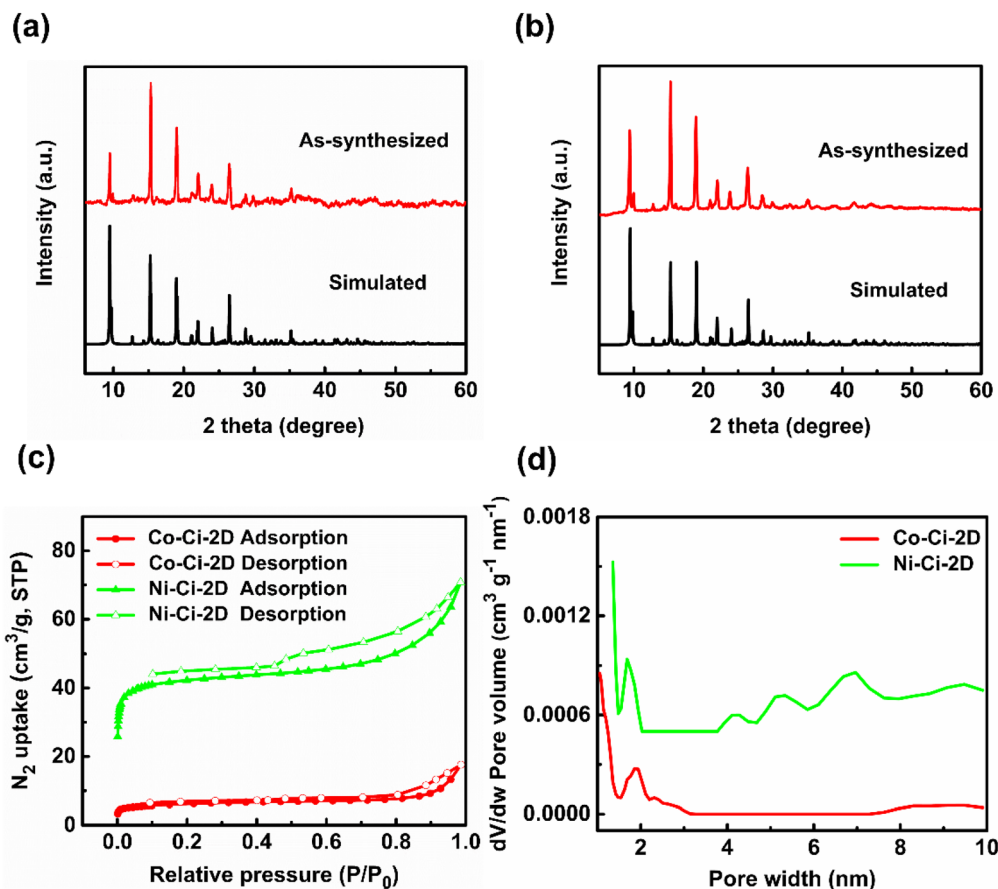 (a)
(b)
Intensity (a.u.)
As-synthesized
Simulated
10 20 30 40 50 60
2 theta (degree)
Intensity (a.u.)
As-synthesized
Simulated
10 20 30 40 50 60
2 theta (degree)
(c)
(d)
N₂ uptake (cm³/g, STP)
80
60
40
20
0
Co-Ci-2D Adsorption
Co-Ci-2D Desorption
Ni-Ci-2D Adsorption
Ni-Ci-2D Desorption
0.0 0.2 0.4 0.6 0.8 1.0
Relative pressure (P/P₀)
dV/dw Pore volume (cm³ g⁻¹ nm⁻¹)
0.0018
0.0012
0.0006
0.0000
Co-Ci-2D
Ni-Ci-2D
2 4 6 8 10
Pore width (nm)